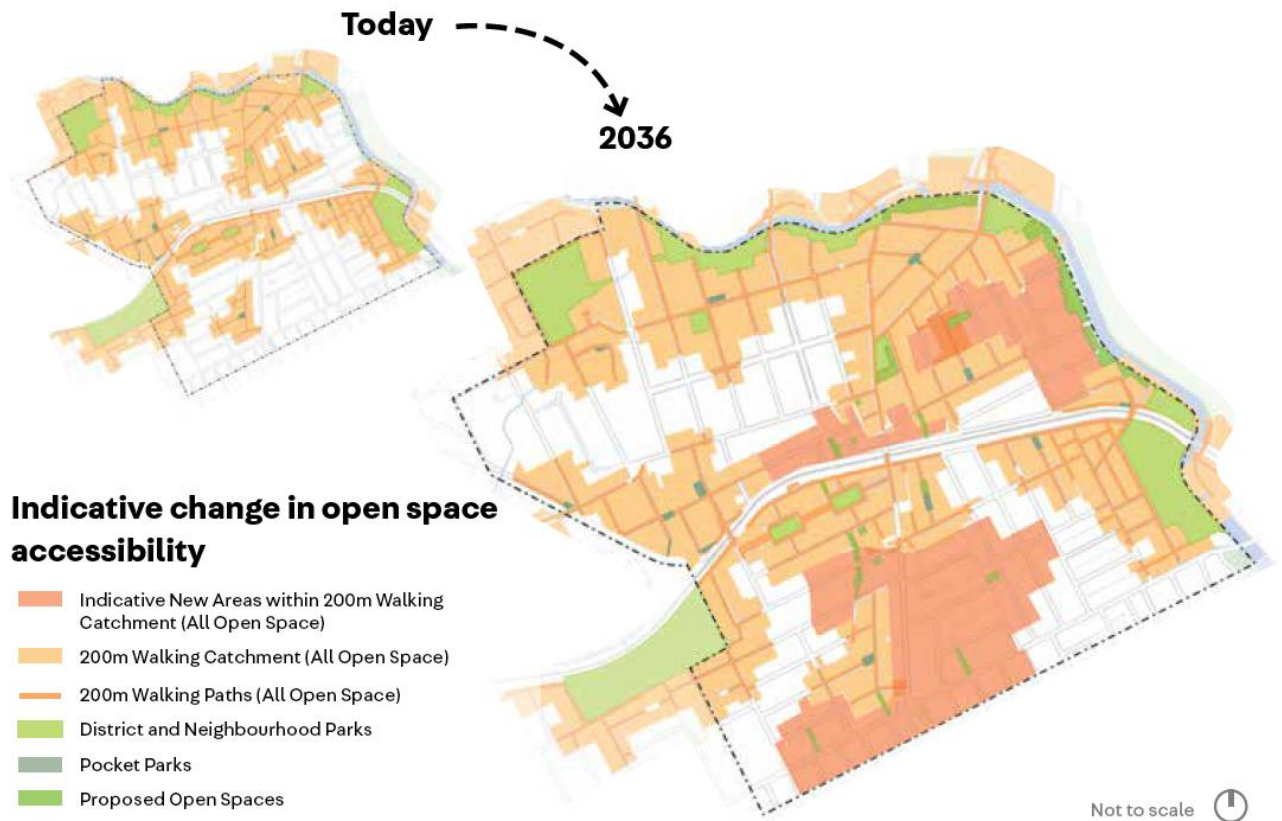 Today
2036
Indicative change in open space
accessibility
Indicative New Areas within 200m Walking
Catchment (All Open Space)
200m Walking Catchment (All Open Space)
200m Walking Paths (All Open Space)
District and Neighbourhood Parks
Pocket Parks
Proposed Open Spaces
Not to scale